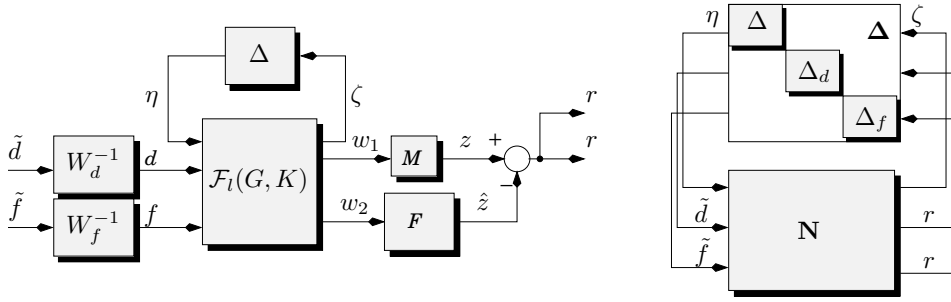 Δ
η
ζ
d̃
W_d^{-1}
d
f̃
W_f^{-1}
f
𝓕_l(G, K)
w_1
M
z
+
r
r
w_2
F
ẑ
−
η
Δ
𝚫
ζ
Δ_d
Δ_f
d̃
N
r
f̃
r